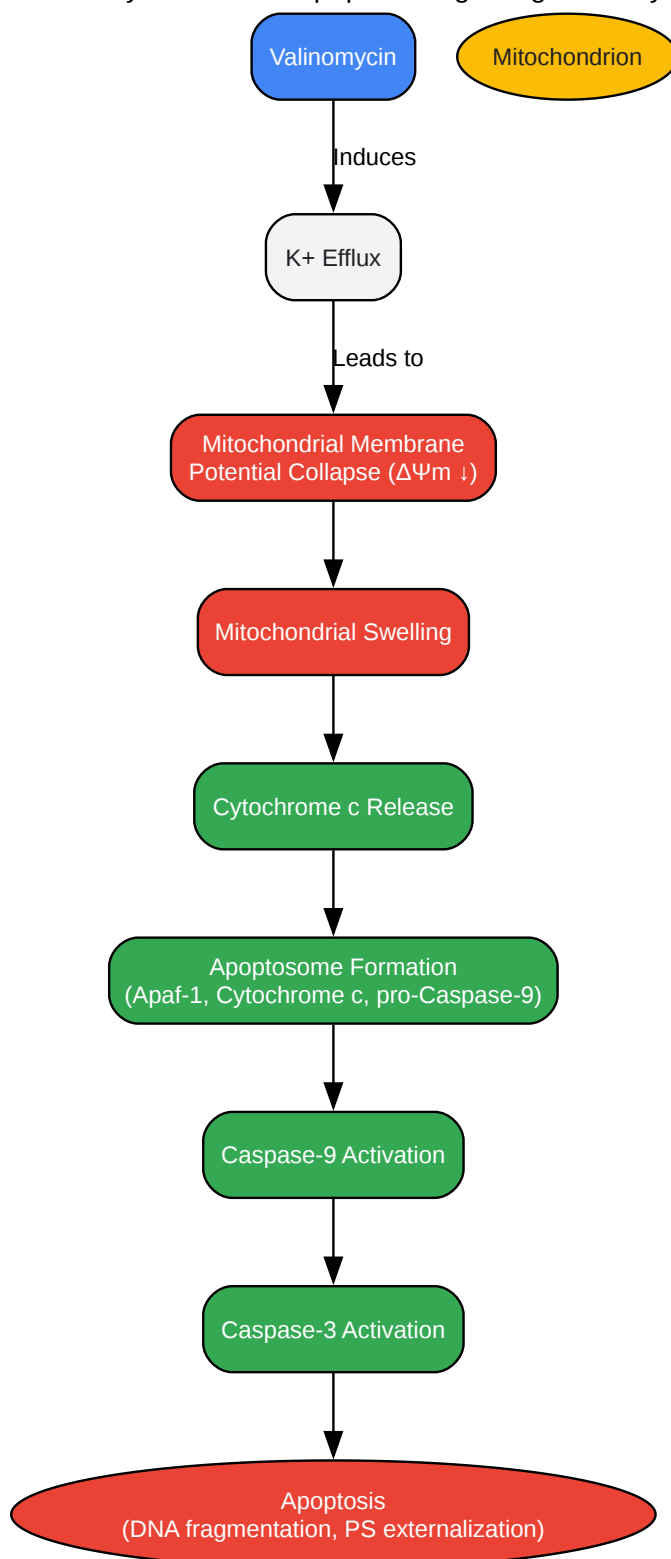 Valinomycin
Mitochondrion
Induces
K+ Efflux
Leads to
Mitochondrial Membrane
Potential Collapse (ΔΨm ↓)
Mitochondrial Swelling
Cytochrome c Release
Apoptosome Formation
(Apaf-1, Cytochrome c, pro-Caspase-9)
Caspase-9 Activation
Caspase-3 Activation
Apoptosis
(DNA fragmentation, PS externalization)